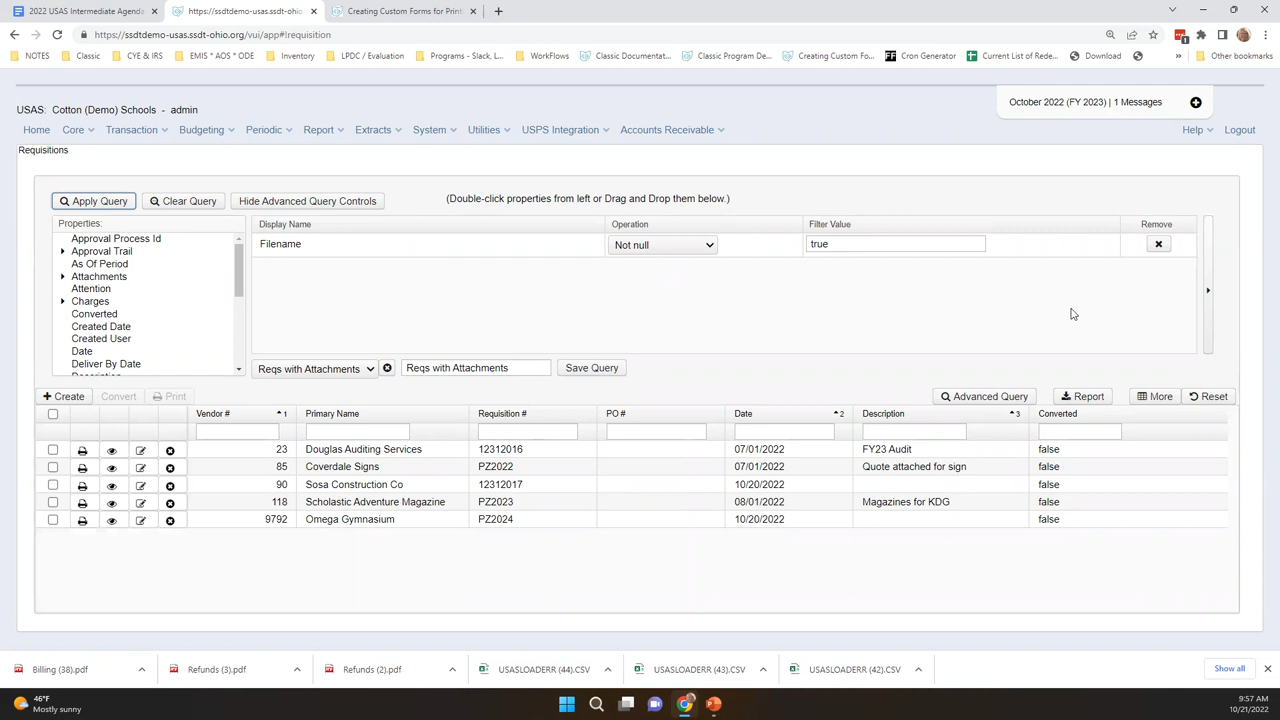 2022 USAS Intermediate Agenda
https://ssdtdemo-usas.ssdt-ohio
Creating Custom Forms for Print
https://ssdtdemo-usas.ssdt-ohio.org/vui/app#!requisition
NOTES Classic CYE & IRS EMIS * AOS * ODE Inventory LPDC / Evaluation Programs – Slack, L... WorkFlows Classic Documentat... Classic Program De... Creating Custom Fo... Cron Generator Current List of Rede... Download » Other bookmarks
USAS: Cotton (Demo) Schools - admin
October 2022 (FY 2023) | 1 Messages
Home Core Transaction Budgeting Periodic Report Extracts System Utilities USPS Integration Accounts Receivable Help Logout
Requisitions
Apply Query Clear Query Hide Advanced Query Controls (Double-click properties from left or Drag and Drop them below.)
Properties: Display Name Operation Filter Value Remove
Filename Not null true
Approval Process Id
Approval Trail
As Of Period
Attachments
Attention
Charges
Converted
Created Date
Created User
Date
Deliver By Date
Reqs with Attachments Reqs with Attachments Save Query
Create Convert Print Advanced Query Report More Reset
Vendor # 1 Primary Name Requisition # PO # Date 2 Description 3 Converted
23 Douglas Auditing Services 12312016 07/01/2022 FY23 Audit false
85 Coverdale Signs PZ2022 07/01/2022 Quote attached for sign false
90 Sosa Construction Co 12312017 10/20/2022 false
118 Scholastic Adventure Magazine PZ2023 08/01/2022 Magazines for KDG false
9792 Omega Gymnasium PZ2024 10/20/2022 false
Billing (38).pdf Refunds (3).pdf Refunds (2).pdf USASLOADERR (44).CSV USASLOADERR (43).CSV USASLOADERR (42).CSV Show all
46°F
Mostly sunny
9:57 AM
10/21/2022